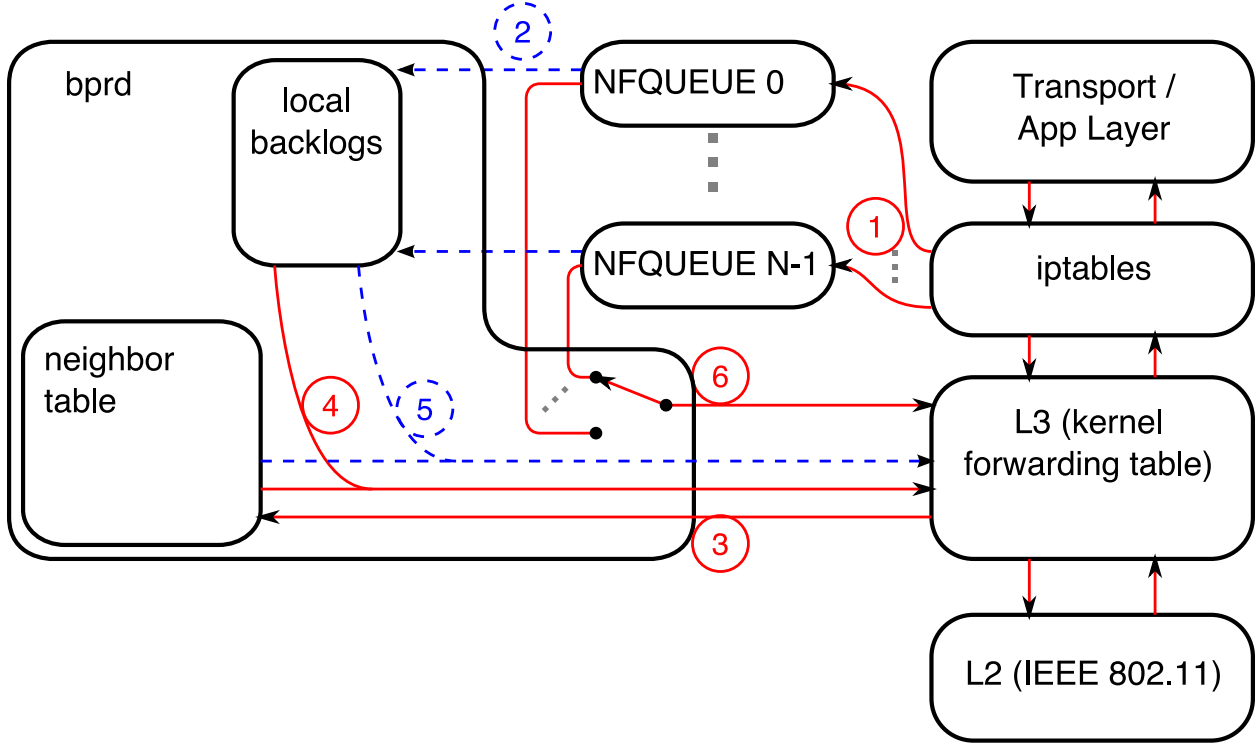 2
bprd
local
backlogs
NFQUEUE 0
Transport /
App Layer
1
NFQUEUE N-1
iptables
neighbor
table
4
5
6
L3 (kernel
forwarding table)
3
L2 (IEEE 802.11)